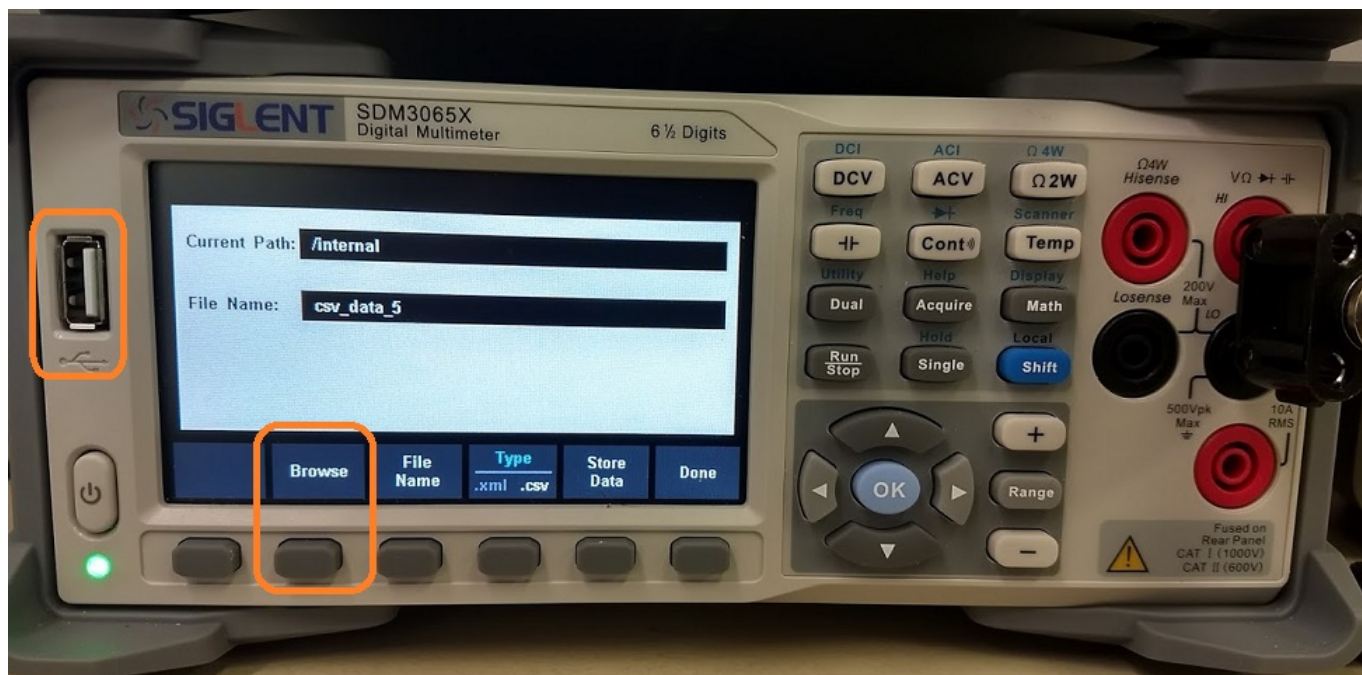 SIGLENT
SDM3065X
Digital Multimeter
6 ½ Digits
Current Path: /internal
File Name: csv_data_5
Browse
File
Name
Type
.xml .csv
Store
Data
Done
DCI
ACI
Ω 4W
DCV
ACV
Ω 2W
Freq
Scanner
Cont
Temp
Utility
Help
Display
Dual
Acquire
Math
Hold
Local
Run
Stop
Single
Shift
OK
+
Range
−
Ω4W
Hisense
VΩ
HI
200V
Max
Losense
LO
500Vpk
Max
10A
RMS
Fused on
Rear Panel
CAT I (1000V)
CAT II (600V)